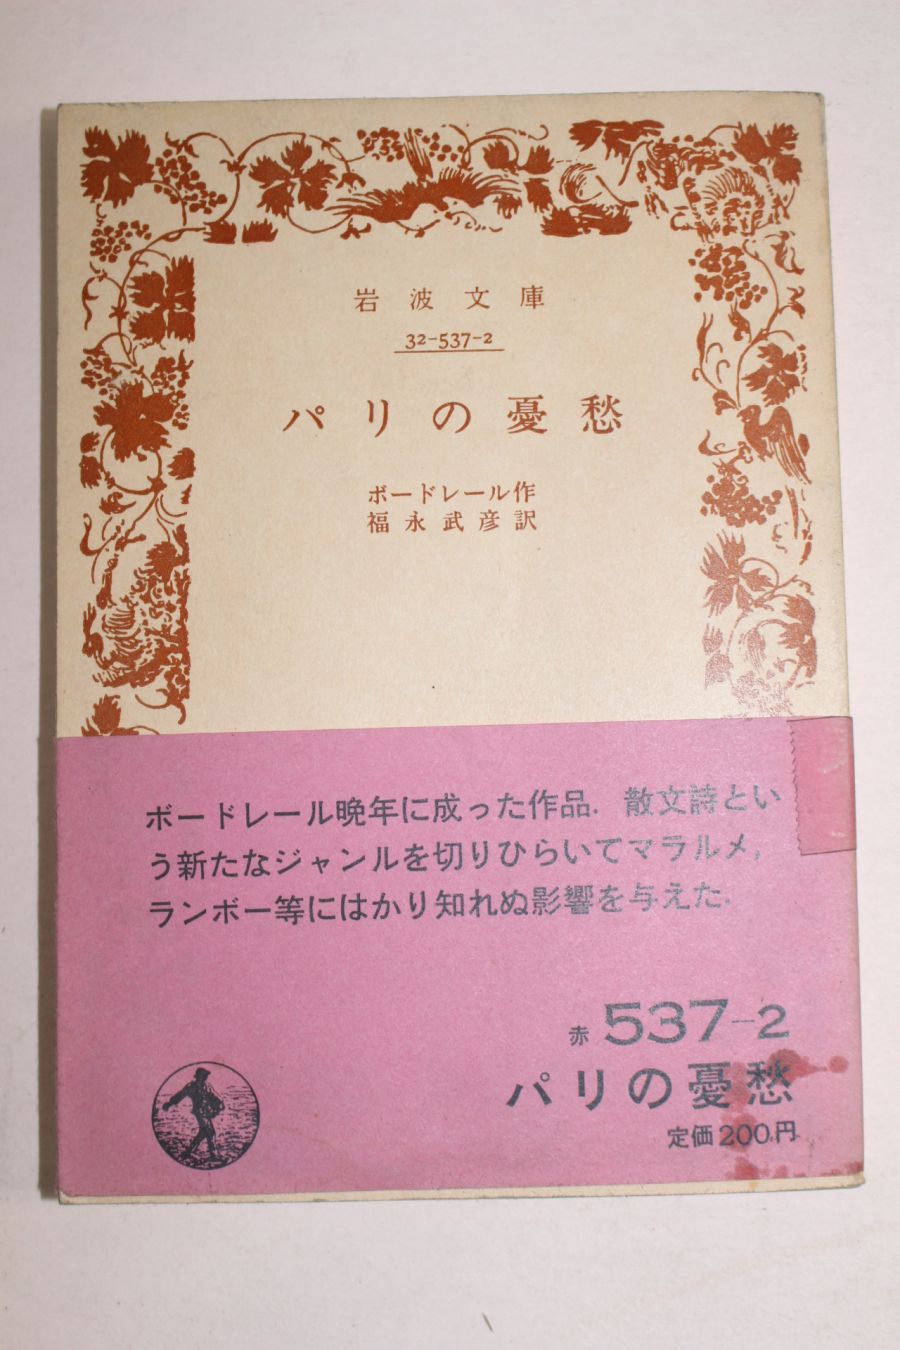 岩波文庫
32-537-2
パリの憂愁
ボードレール作
福永武彦訳
ボードレール晩年に成った作品．散文詩とい
う新たなジャンルを切りひらいてマラルメ，
ランボー等にはかり知れぬ影響を与えた．
赤 537-2
パリの憂愁
定価200円